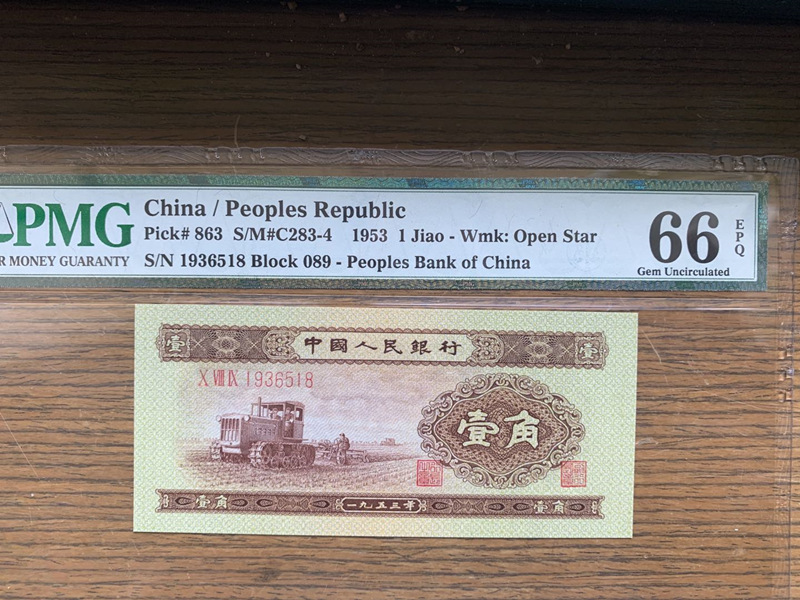 PMG
R MONEY GUARANTY
China / Peoples Republic
Pick# 863 S/M#C283-4 1953 1 Jiao - Wmk: Open Star
S/N 1936518 Block 089 - Peoples Bank of China
66
EPQ
Gem Uncirculated
壹 中國人民銀行 壹
X VIII IX 1936518
壹角
壹角 一九五三年 壹角